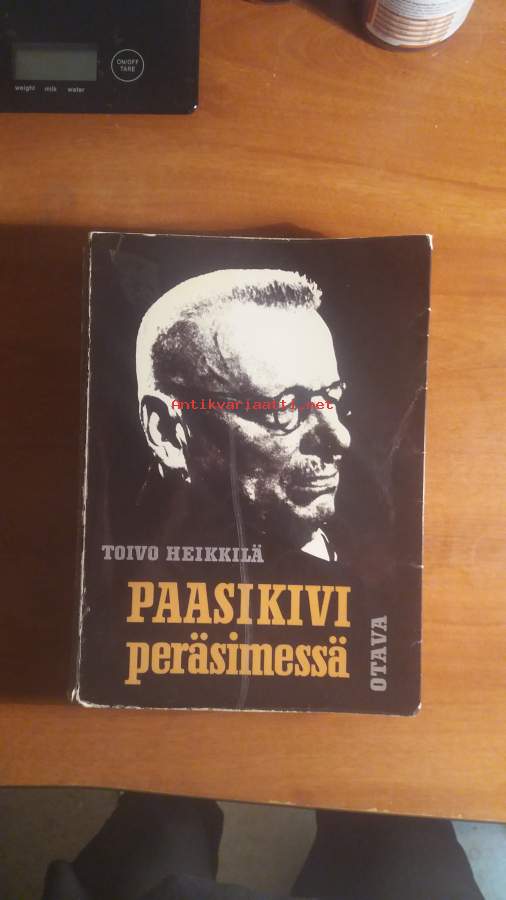 ON/OFF
TARE
weight milk water
Antikvariaatti.net
TOIVO HEIKKILÄ
PAASIKIVI
peräsimessä
OTAVA